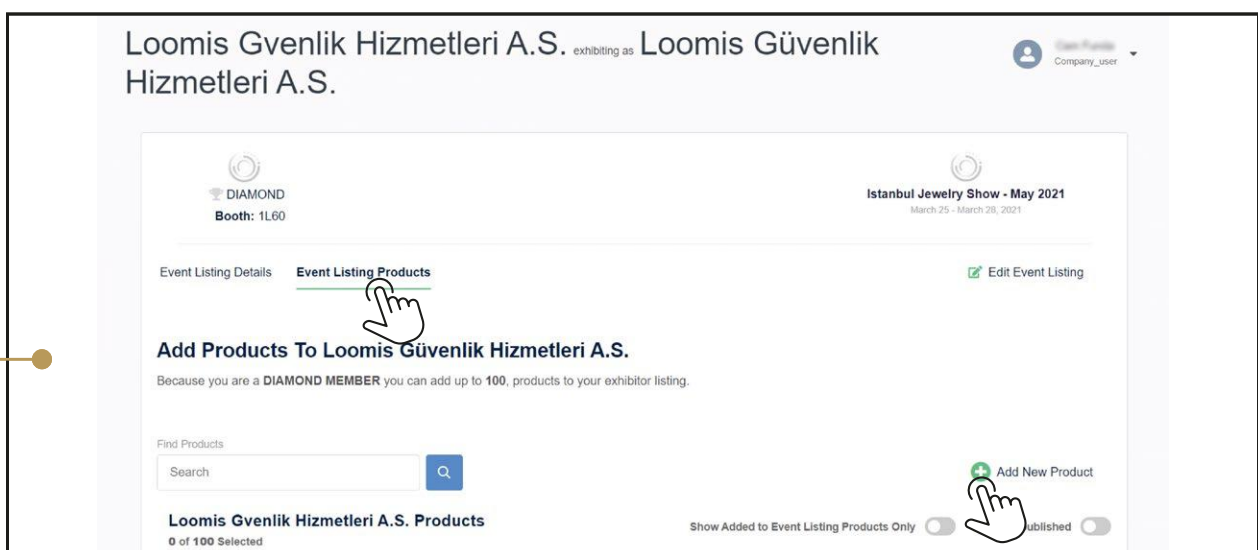 Loomis Gvenlik Hizmetleri A.S. exhibiting as Loomis Güvenlik
Hizmetleri A.S.
Company_user
DIAMOND
Booth: 1L60
Istanbul Jewelry Show - May 2021
March 25 - March 28, 2021
Event Listing Details
Event Listing Products
Edit Event Listing
Add Products To Loomis Güvenlik Hizmetleri A.S.
Because you are a DIAMOND MEMBER you can add up to 100, products to your exhibitor listing.
Find Products
Search
Add New Product
Loomis Gvenlik Hizmetleri A.S. Products
0 of 100 Selected
Show Added to Event Listing Products Only
ublished